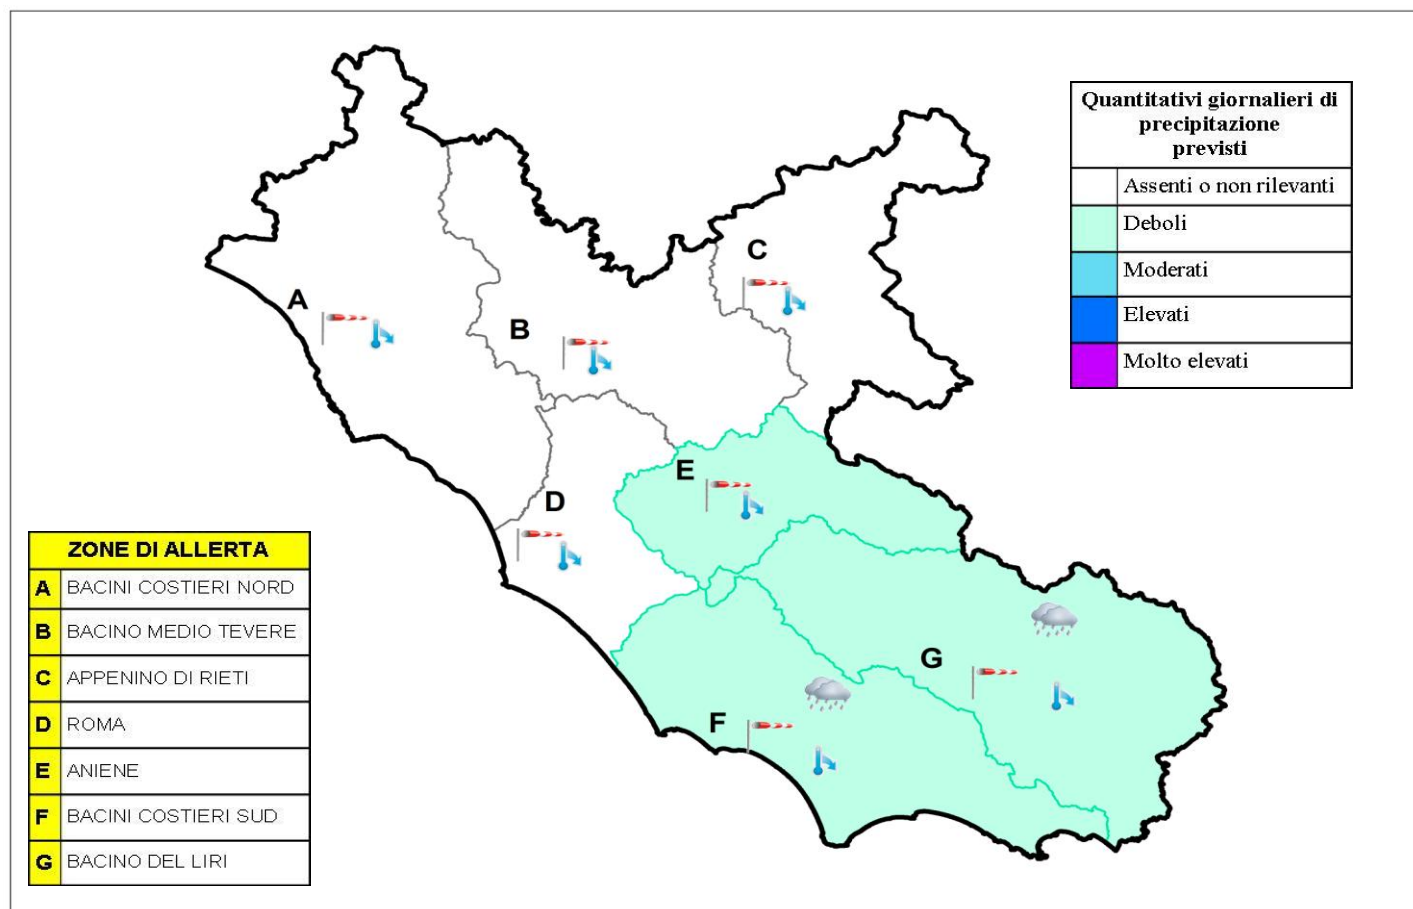 Quantitativi giornalieri di
precipitazione
previsti
Assenti o non rilevanti
Deboli
Moderati
Elevati
Molto elevati
C
A
B
E
D
G
F
ZONE DI ALLERTA
A BACINI COSTIERI NORD
B BACINO MEDIO TEVERE
C APPENINO DI RIETI
D ROMA
E ANIENE
F BACINI COSTIERI SUD
G BACINO DEL LIRI